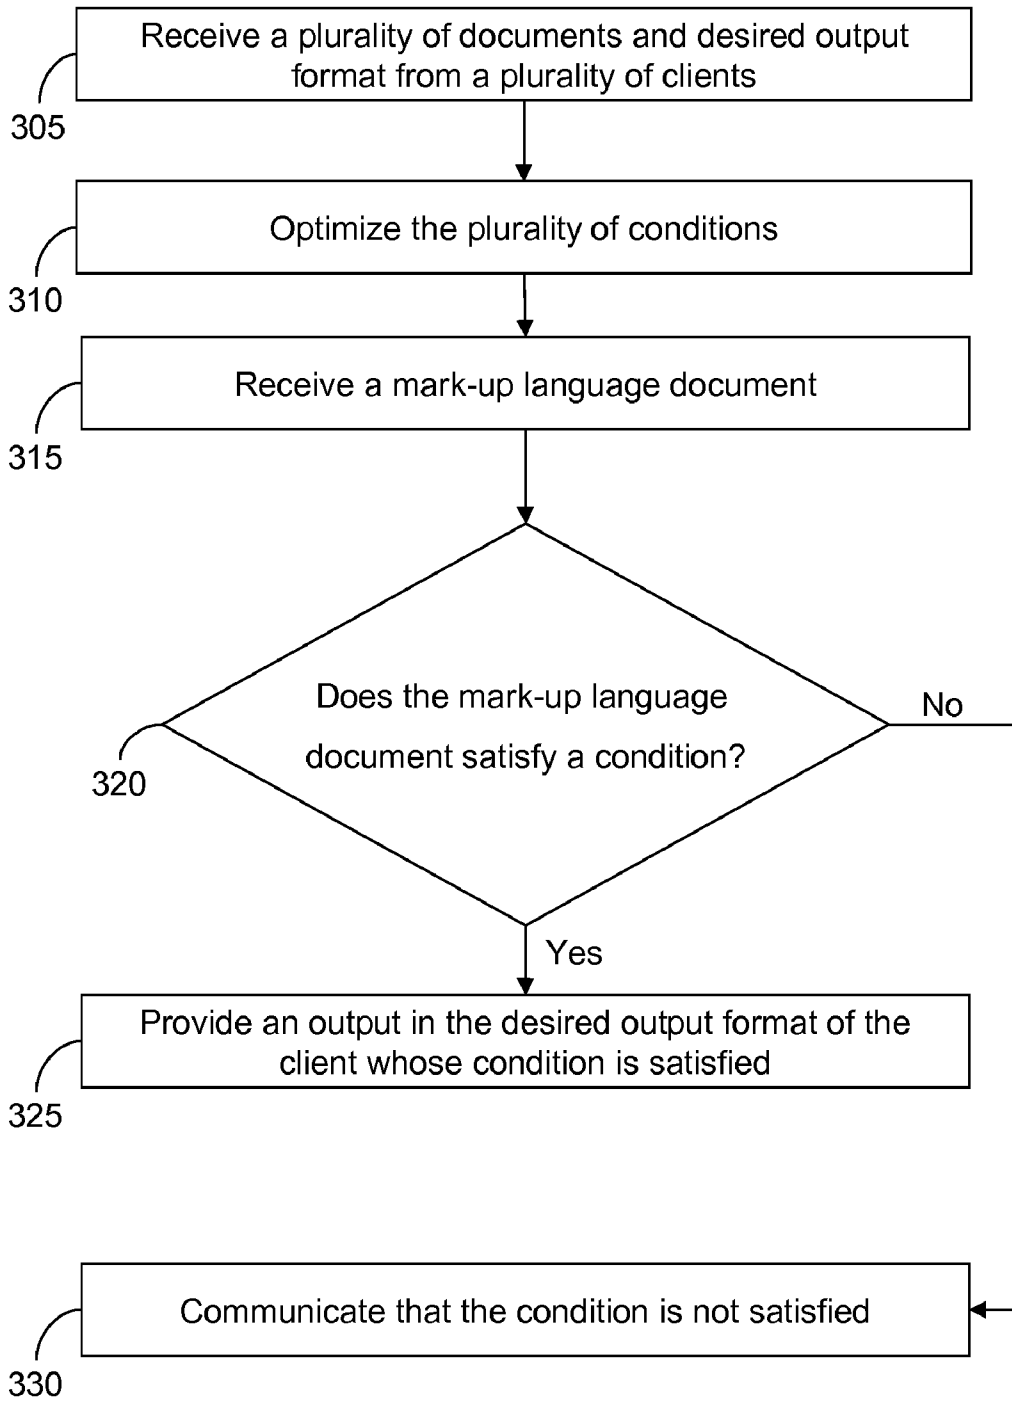 Receive a plurality of documents and desired output
format from a plurality of clients
305
Optimize the plurality of conditions
310
Receive a mark-up language document
315
Does the mark-up language
document satisfy a condition?
No
320
Yes
Provide an output in the desired output format of the
client whose condition is satisfied
325
Communicate that the condition is not satisfied
330